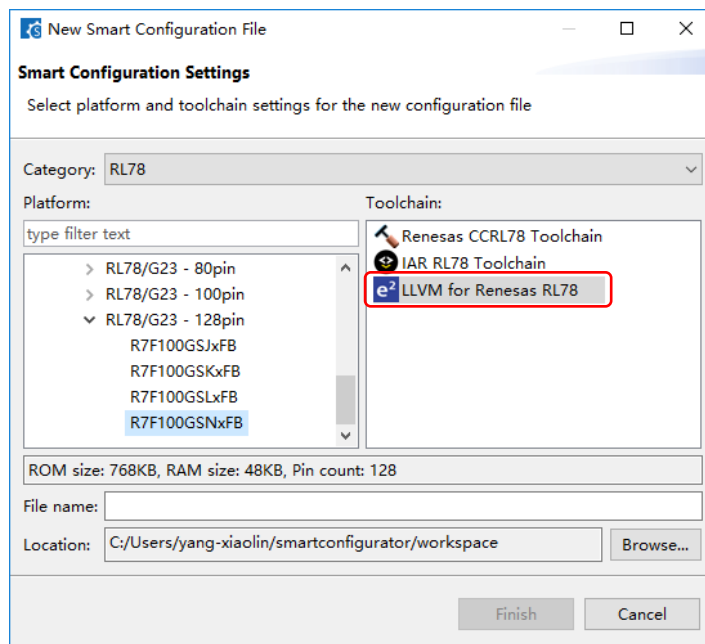 New Smart Configuration File
Smart Configuration Settings
Select platform and toolchain settings for the new configuration file
Category: RL78
Platform:
type filter text
RL78/G23 - 80pin
RL78/G23 - 100pin
RL78/G23 - 128pin
R7F100GSJxFB
R7F100GSKxFB
R7F100GSLxFB
R7F100GSNxFB
Toolchain:
Renesas CCRL78 Toolchain
IAR RL78 Toolchain
e² LLVM for Renesas RL78
ROM size: 768KB, RAM size: 48KB, Pin count: 128
File name:
Location: C:/Users/yang-xiaolin/smartconfigurator/workspace Browse...
Finish Cancel